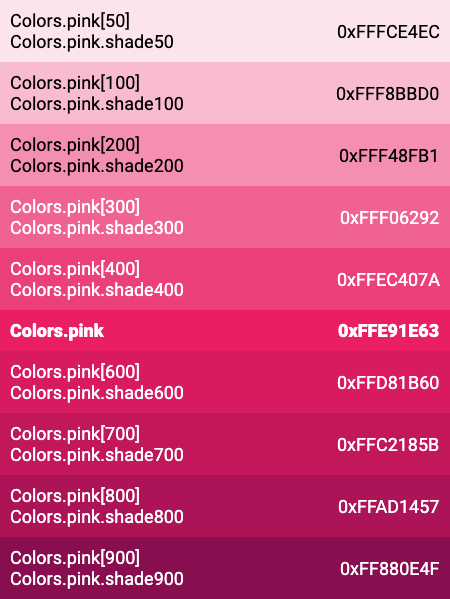 Colors.pink[50]
Colors.pink.shade50
0xFFFCE4EC
Colors.pink[100]
Colors.pink.shade100
0xFFF8BBD0
Colors.pink[200]
Colors.pink.shade200
0xFFF48FB1
Colors.pink[300]
Colors.pink.shade300
0xFFF06292
Colors.pink[400]
Colors.pink.shade400
0xFFEC407A
Colors.pink
0xFFE91E63
Colors.pink[600]
Colors.pink.shade600
0xFFD81B60
Colors.pink[700]
Colors.pink.shade700
0xFFC2185B
Colors.pink[800]
Colors.pink.shade800
0xFFAD1457
Colors.pink[900]
Colors.pink.shade900
0xFF880E4F